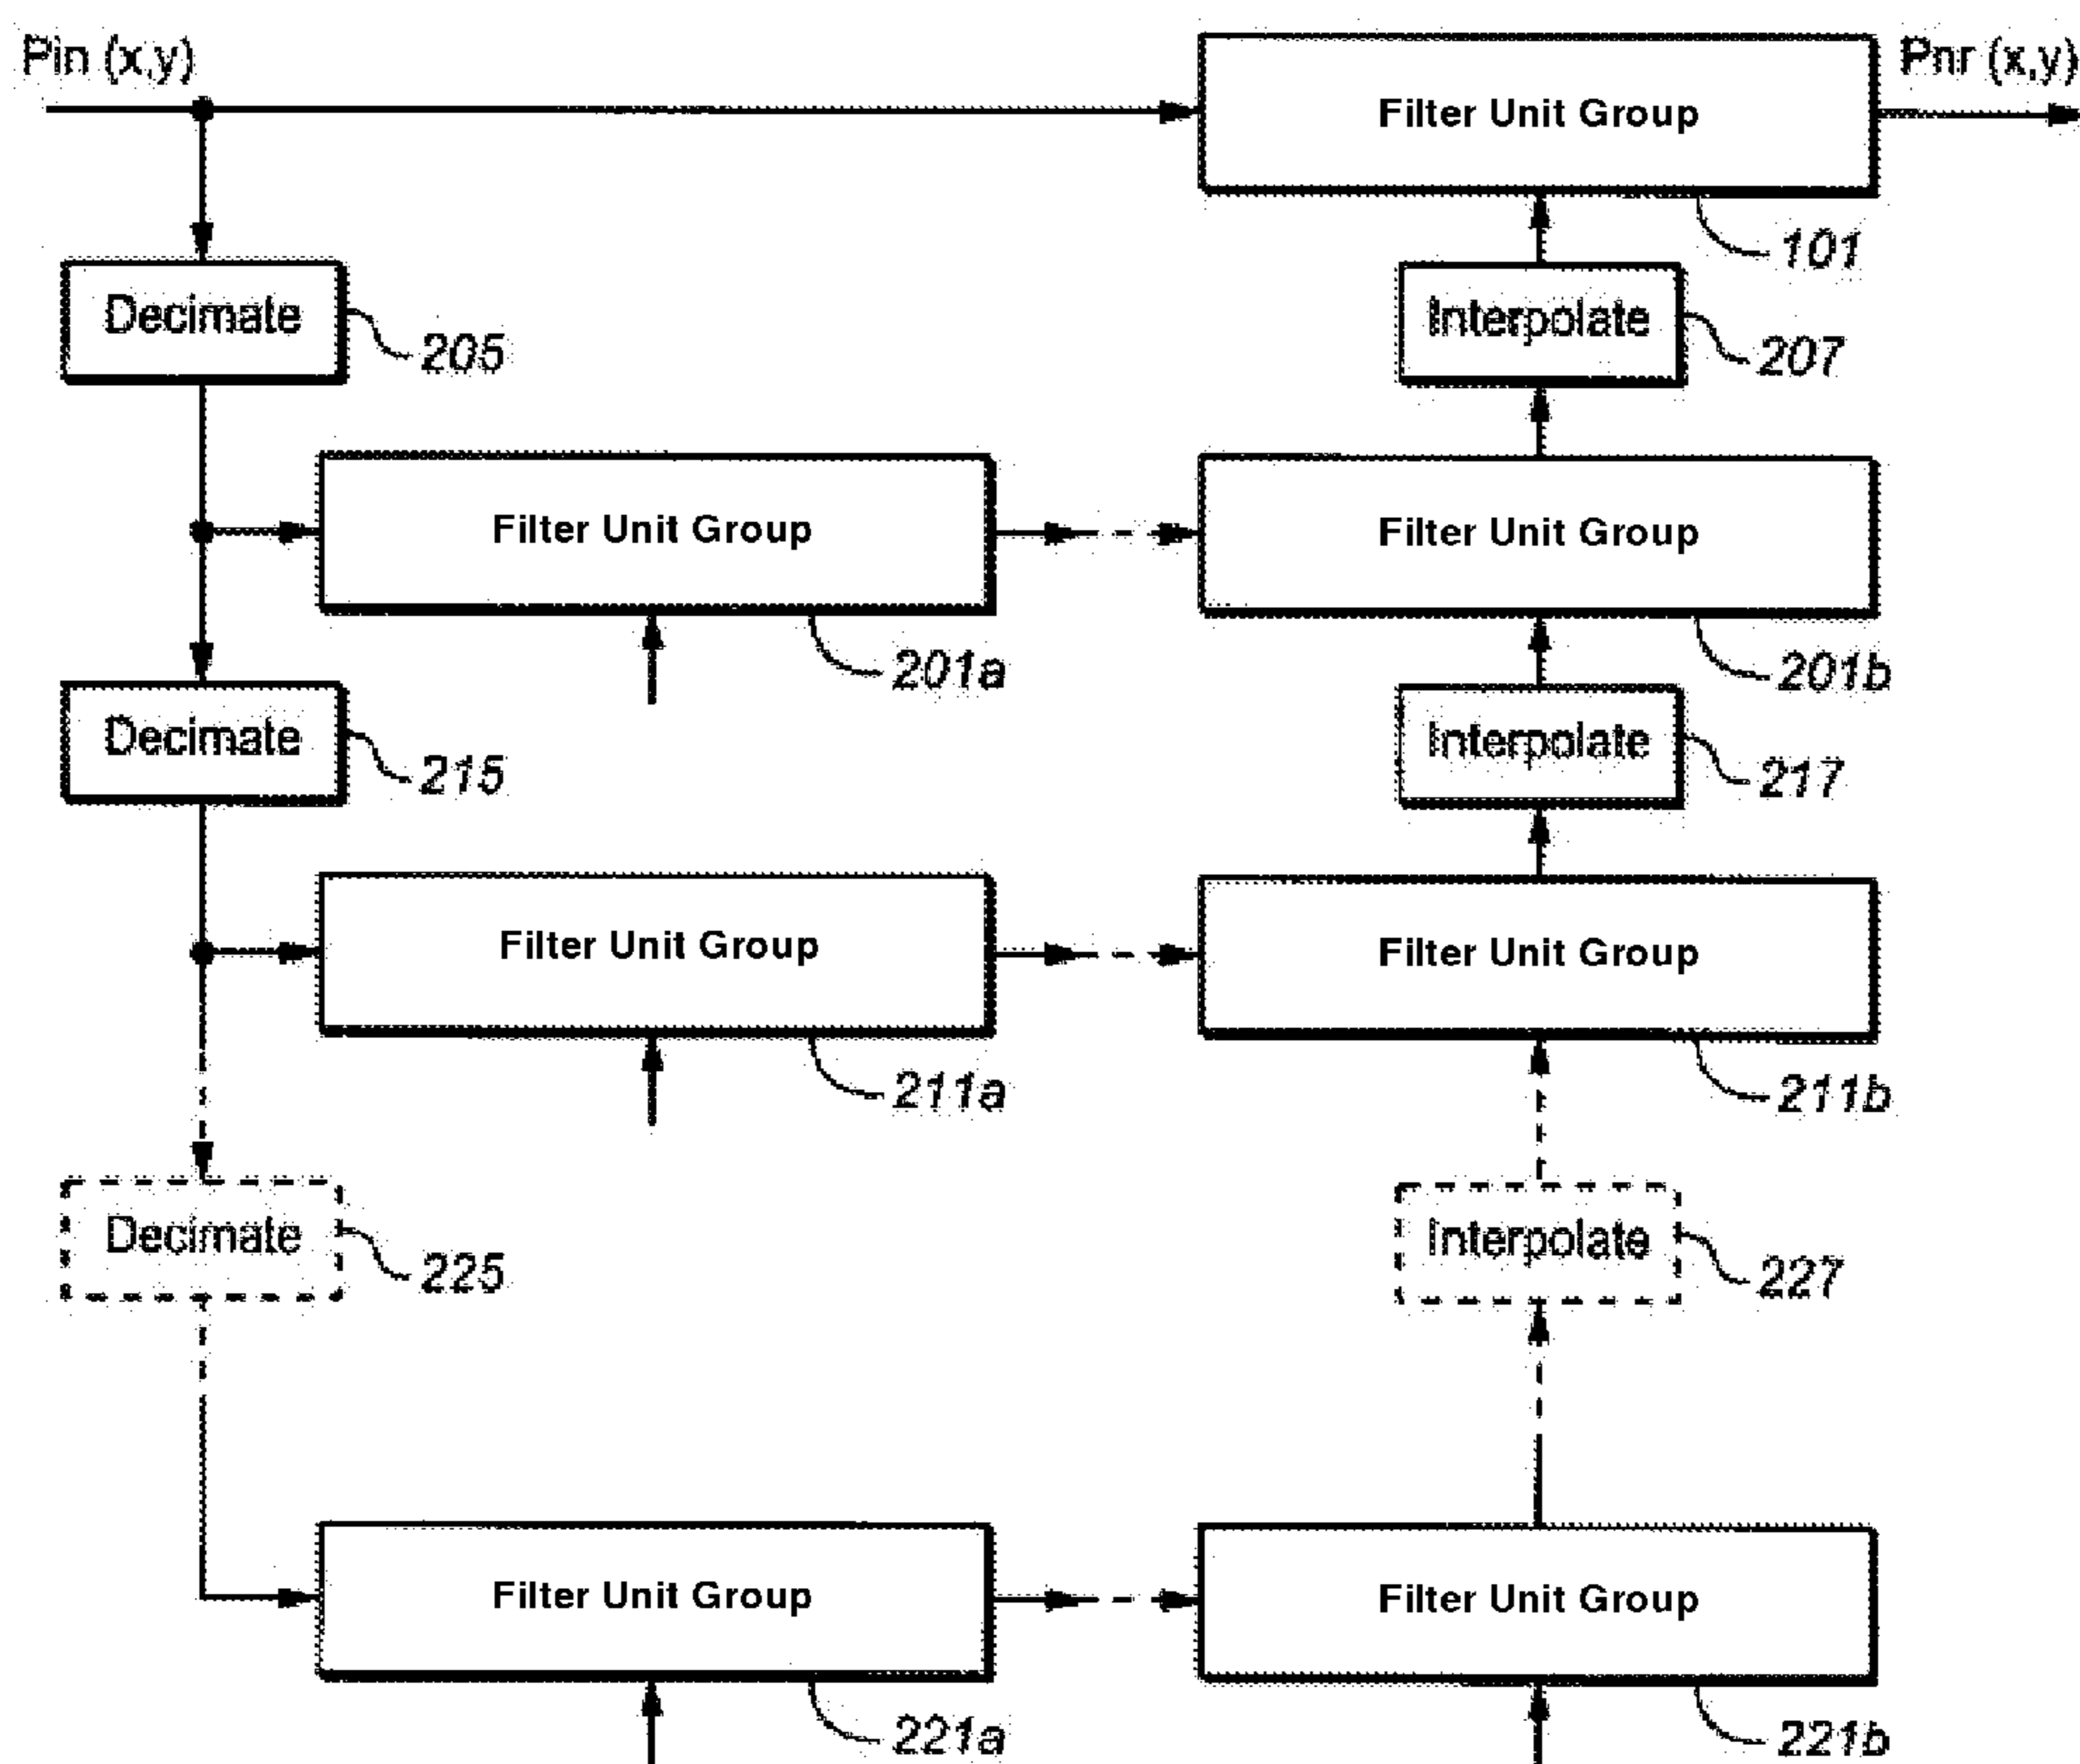 Pin (x,y)
Filter Unit Group
Pnr (x,y)
101
Decimate
205
Interpolate
207
Filter Unit Group
201a
Filter Unit Group
201b
Decimate
215
Interpolate
217
Filter Unit Group
211a
Filter Unit Group
211b
Decimate
225
Interpolate
227
Filter Unit Group
221a
Filter Unit Group
221b